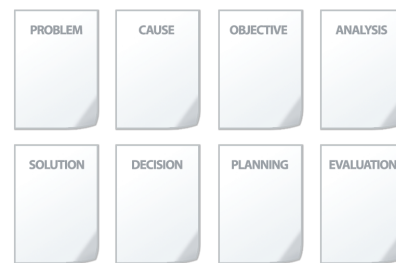 PROBLEM CAUSE OBJECTIVE ANALYSIS
SOLUTION DECISION PLANNING EVALUATION